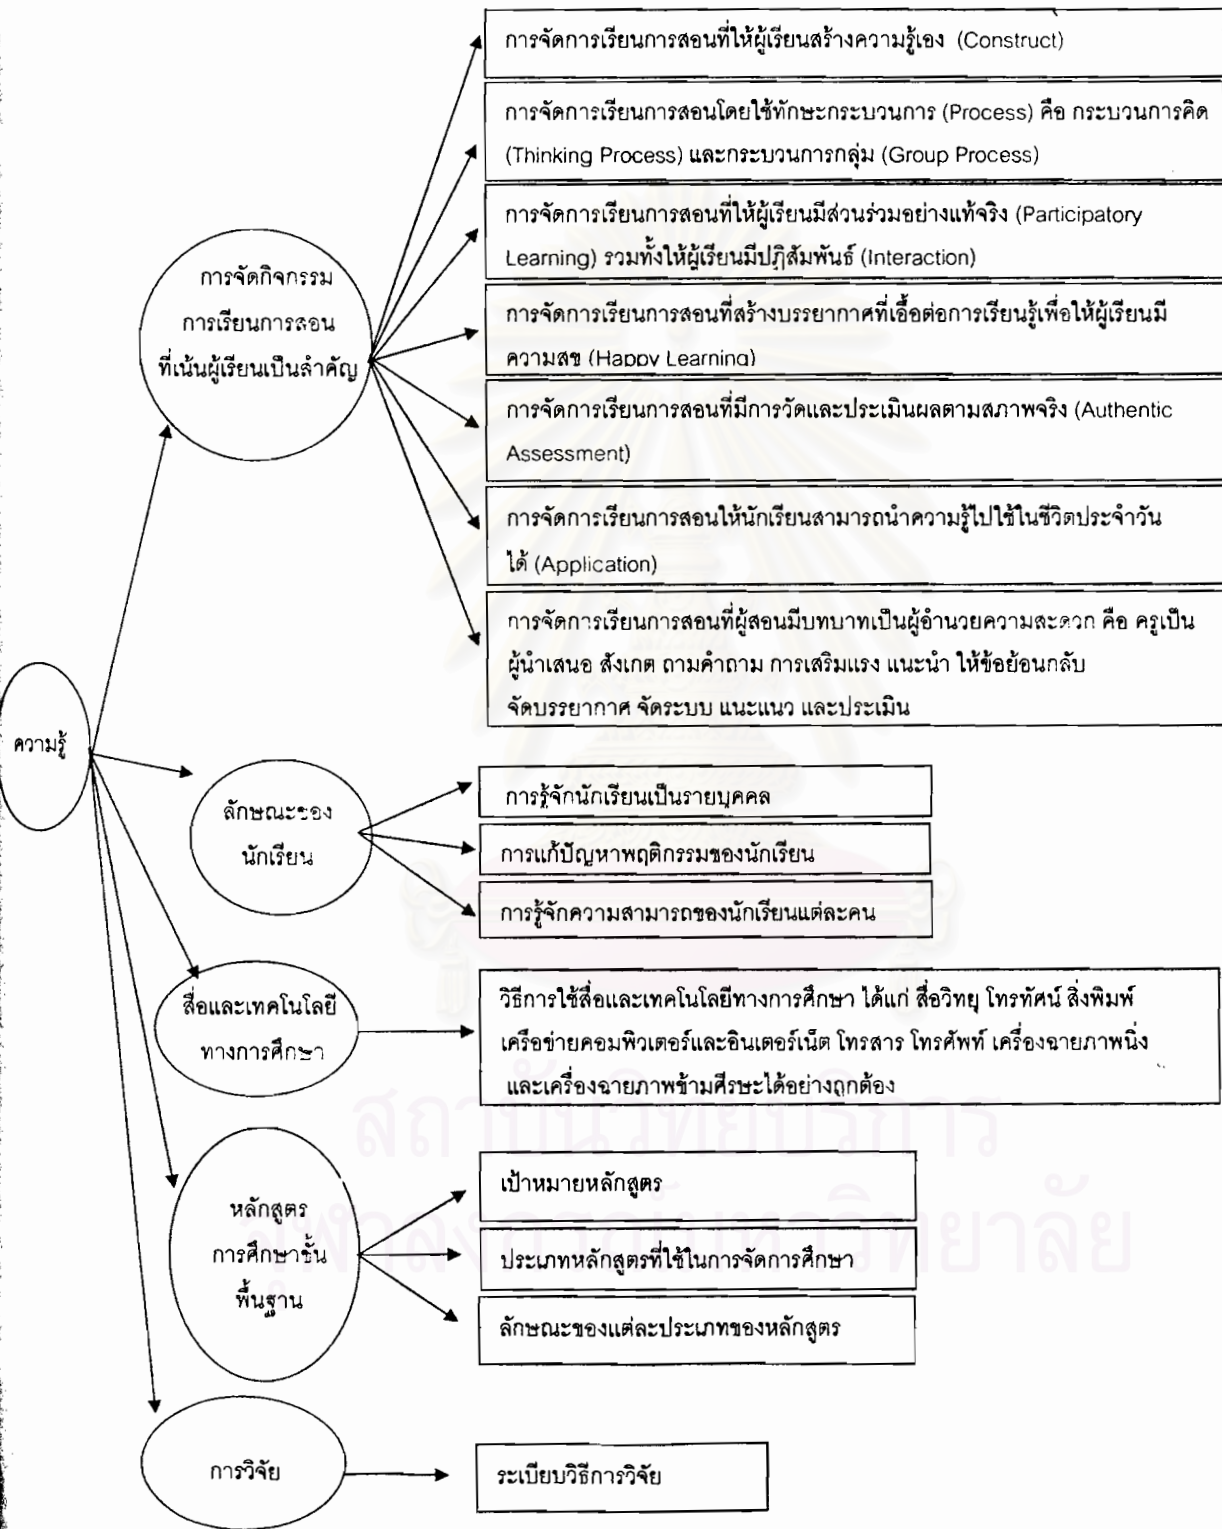 การจัดการเรียนการสอนที่ให้ผู้เรียนสร้างความรู้เอง (Construct)
การจัดการเรียนการสอนโดยใช้ทักษะกระบวนการ (Process) คือ กระบวนการคิด
(Thinking Process) และกระบวนการกลุ่ม (Group Process)
การจัดการเรียนการสอนที่ให้ผู้เรียนมีส่วนร่วมอย่างแท้จริง (Participatory
Learning) รวมทั้งให้ผู้เรียนมีปฏิสัมพันธ์ (Interaction)
การจัดกิจกรรม
การเรียนการสอน
ที่เน้นผู้เรียนเป็นสำคัญ
การจัดการเรียนการสอนที่สร้างบรรยากาศที่เอื้อต่อการเรียนรู้เพื่อให้ผู้เรียนมี
ความสุข (Happy Learning)
การจัดการเรียนการสอนที่มีการวัดและประเมินผลตามสภาพจริง (Authentic
Assessment)
การจัดการเรียนการสอนให้นักเรียนสามารถนำความรู้ไปใช้ในชีวิตประจำวัน
ได้ (Application)
การจัดการเรียนการสอนที่ผู้สอนมีบทบาทเป็นผู้อำนวยความสะดวก คือ ครูเป็น
ผู้นำเสนอ สังเกต ถามคำถาม การเสริมแรง แนะนำ ให้ข้อย้อนกลับ
จัดบรรยากาศ จัดระบบ แนะแนว และประเมิน
ความรู้
ลักษณะของ
นักเรียน
การรู้จักนักเรียนเป็นรายบุคคล
การแก้ปัญหาพฤติกรรมของนักเรียน
การรู้จักความสามารถของนักเรียนแต่ละคน
สื่อและเทคโนโลยี
ทางการศึกษา
วิธีการใช้สื่อและเทคโนโลยีทางการศึกษา ได้แก่ สื่อวิทยุ โทรทัศน์ สิ่งพิมพ์
เครือข่ายคอมพิวเตอร์และอินเตอร์เน็ต โทรสาร โทรศัพท์ เครื่องฉายภาพนิ่ง
และเครื่องฉายภาพข้ามศีรษะได้อย่างถูกต้อง
สถาบันวิทยบริการ
จุฬาลงกรณ์มหาวิทยาลัย
หลักสูตร
การศึกษาขั้น
พื้นฐาน
เป้าหมายหลักสูตร
ประเภทหลักสูตรที่ใช้ในการจัดการศึกษา
ลักษณะของแต่ละประเภทของหลักสูตร
การวิจัย
ระเบียบวิธีการวิจัย